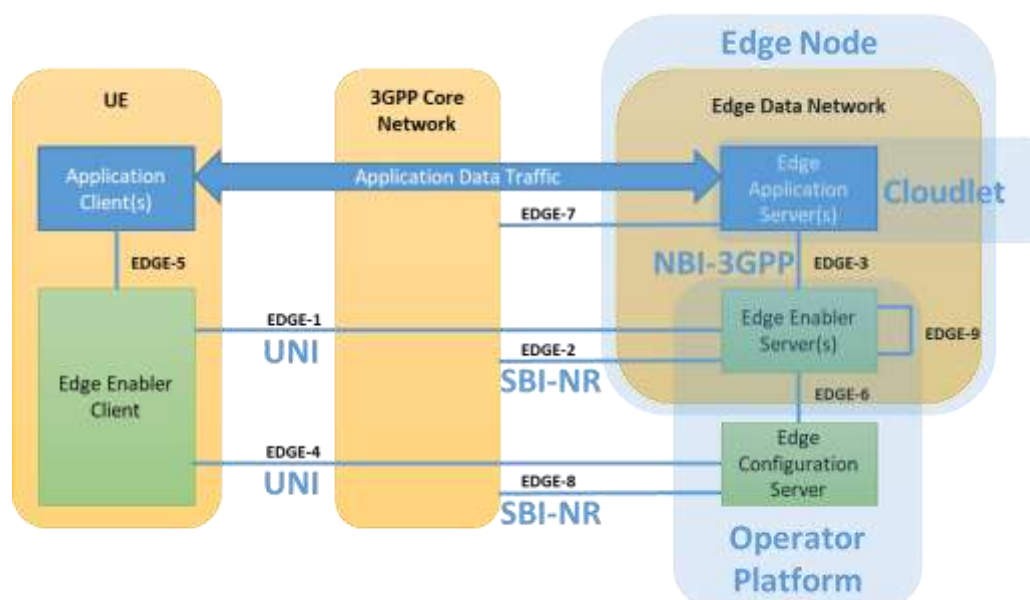 Edge Node
UE
3GPP Core
Network
Edge Data Network
Application
Client(s)
Application Data Traffic
Edge
Application
Server(s)
Cloudlet
EDGE-7
EDGE-5
NBI-3GPP
EDGE-3
EDGE-1
UNI
Edge Enabler
Server(s)
EDGE-9
EDGE-2
SBI-NR
Edge Enabler
Client
EDGE-6
EDGE-4
UNI
Edge
Configuration
Server
EDGE-8
SBI-NR
Operator
Platform